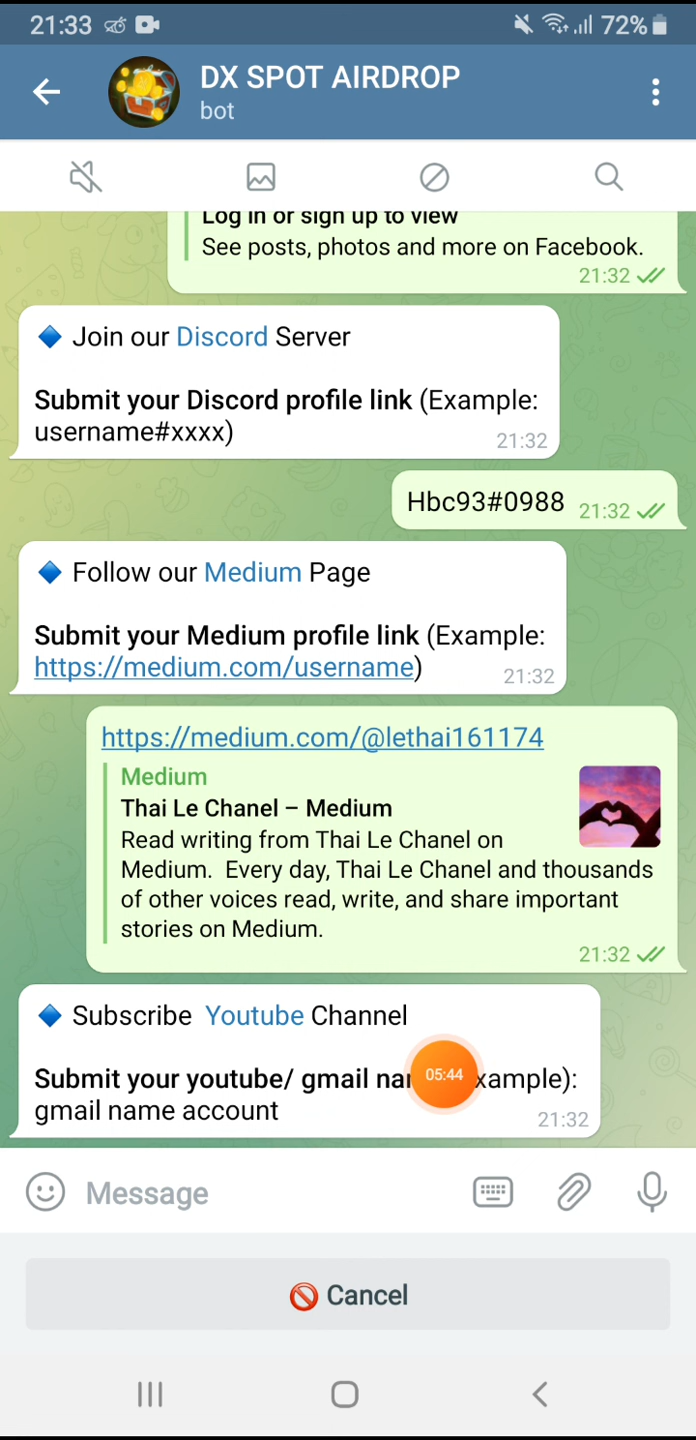 21:33
72%
DX SPOT AIRDROP
bot
Log in or sign up to view
See posts, photos and more on Facebook.
21:32
🔷 Join our Discord Server
Submit your Discord profile link (Example:
username#xxxx)
21:32
Hbc93#0988
21:32
🔷 Follow our Medium Page
Submit your Medium profile link (Example:
https://medium.com/username)
21:32
https://medium.com/@lethai161174
Medium
Thai Le Chanel – Medium
Read writing from Thai Le Chanel on
Medium. Every day, Thai Le Chanel and thousands
of other voices read, write, and share important
stories on Medium.
21:32
🔷 Subscribe Youtube Channel
Submit your youtube/ gmail
05:44
gmail name account
21:32
Message
🚫 Cancel